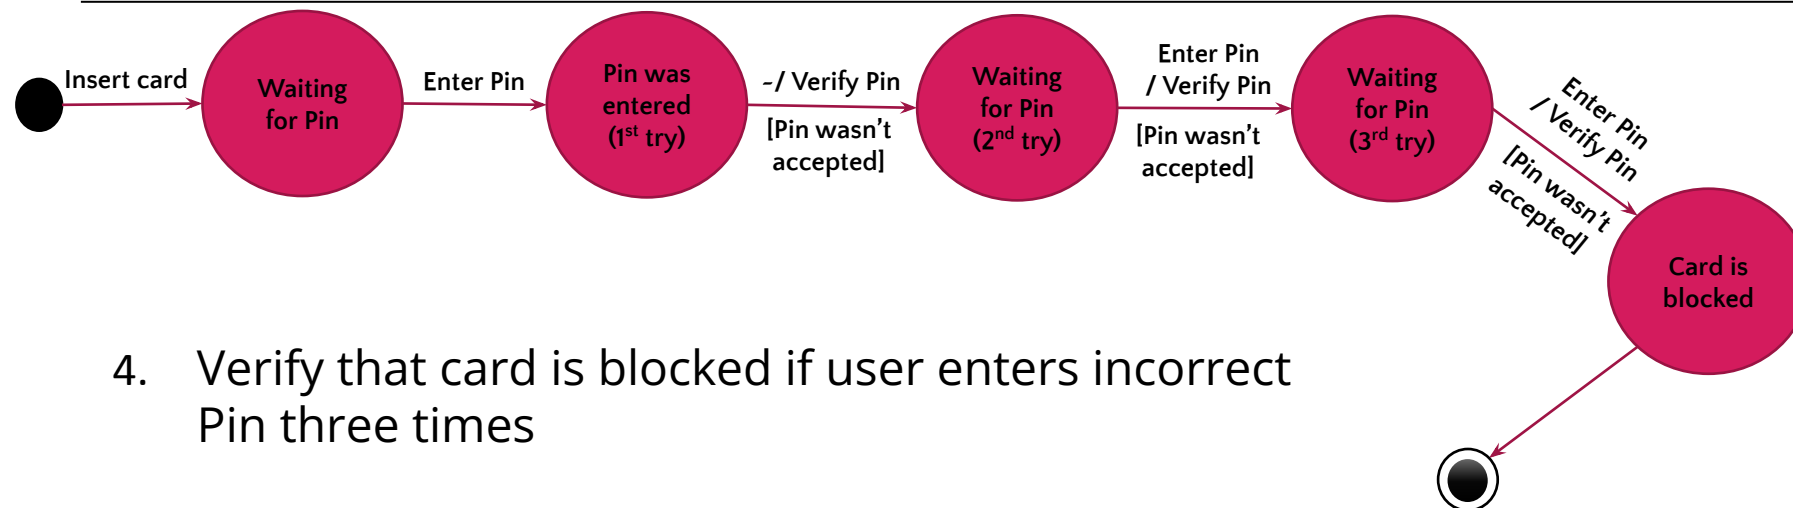 Insert card
Waiting
for Pin
Enter Pin
Pin was
entered
(1st try)
-/ Verify Pin
[Pin wasn't
accepted]
Waiting
for Pin
(2nd try)
Enter Pin
/ Verify Pin
[Pin wasn't
accepted]
Waiting
for Pin
(3rd try)
Enter Pin
/ Verify Pin
[Pin wasn't
accepted]
Card is
blocked
4. Verify that card is blocked if user enters incorrect
Pin three times